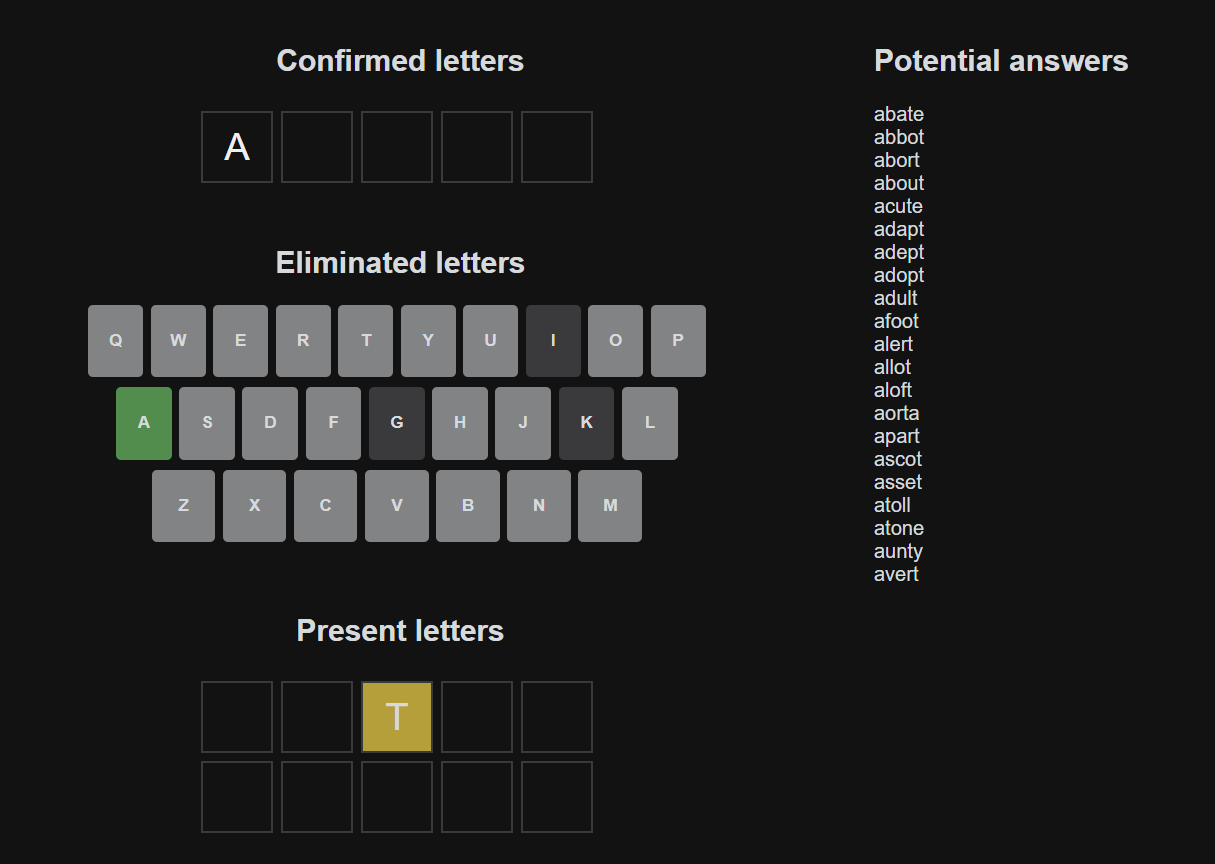 Confirmed letters
A
Eliminated letters
Q W E R T Y U I O P
A S D F G H J K L
Z X C V B N M
Present letters
T
Potential answers
abate
abbot
abort
about
acute
adapt
adept
adopt
adult
afoot
alert
allot
aloft
aorta
apart
ascot
asset
atoll
atone
aunty
avert